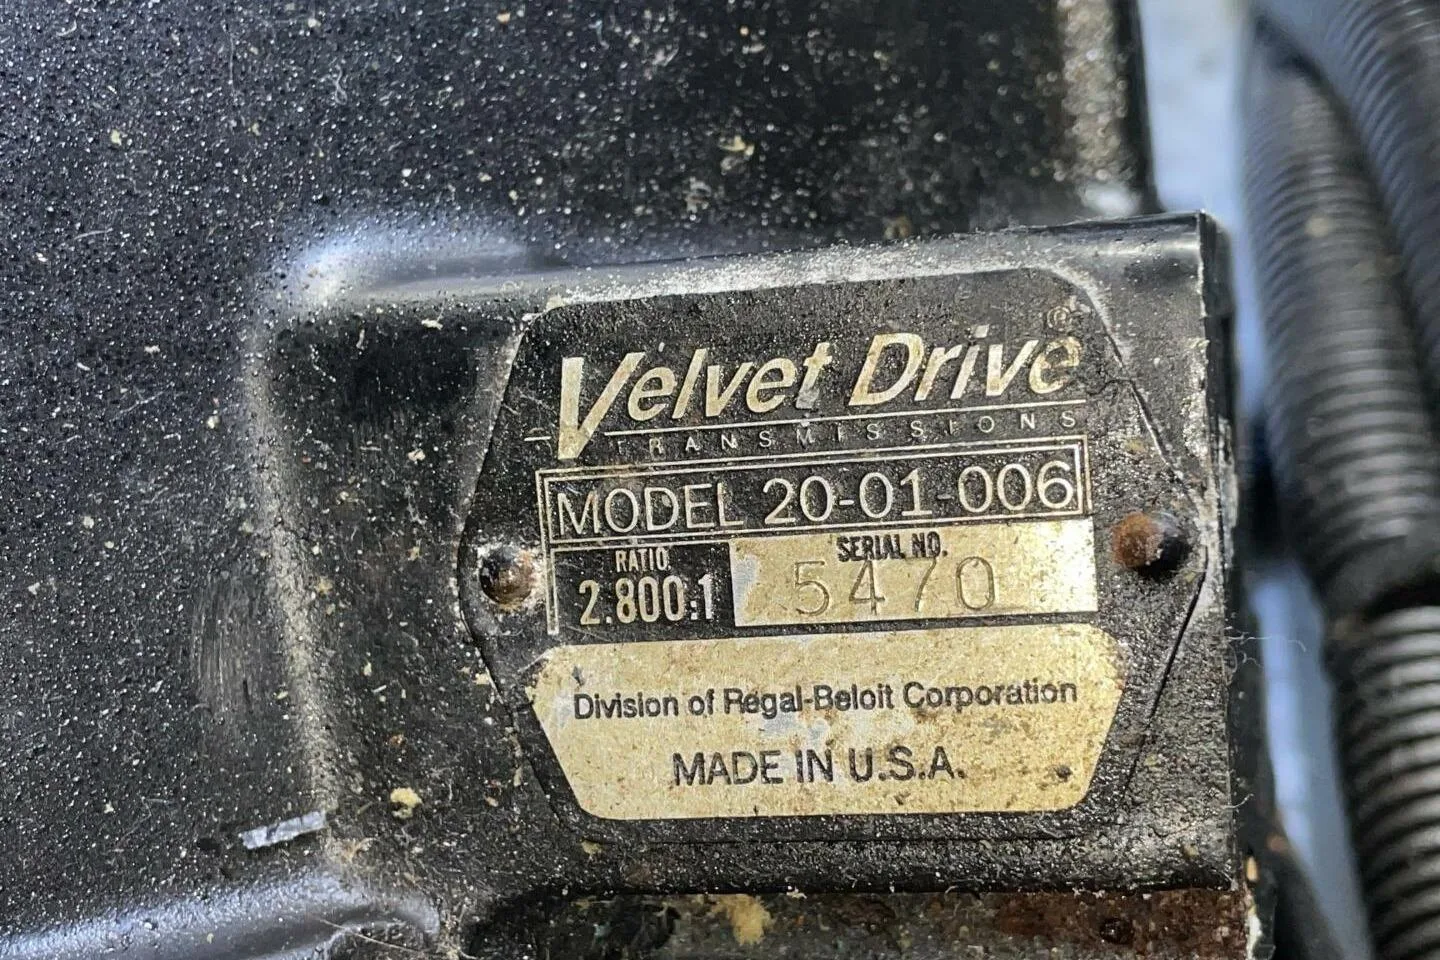 Velvet Drive®
TRANSMISSIONS
MODEL 20-01-006
RATIO
2.800:1
SERIAL NO.
5470
Division of Regal-Beloit Corporation
MADE IN U.S.A.